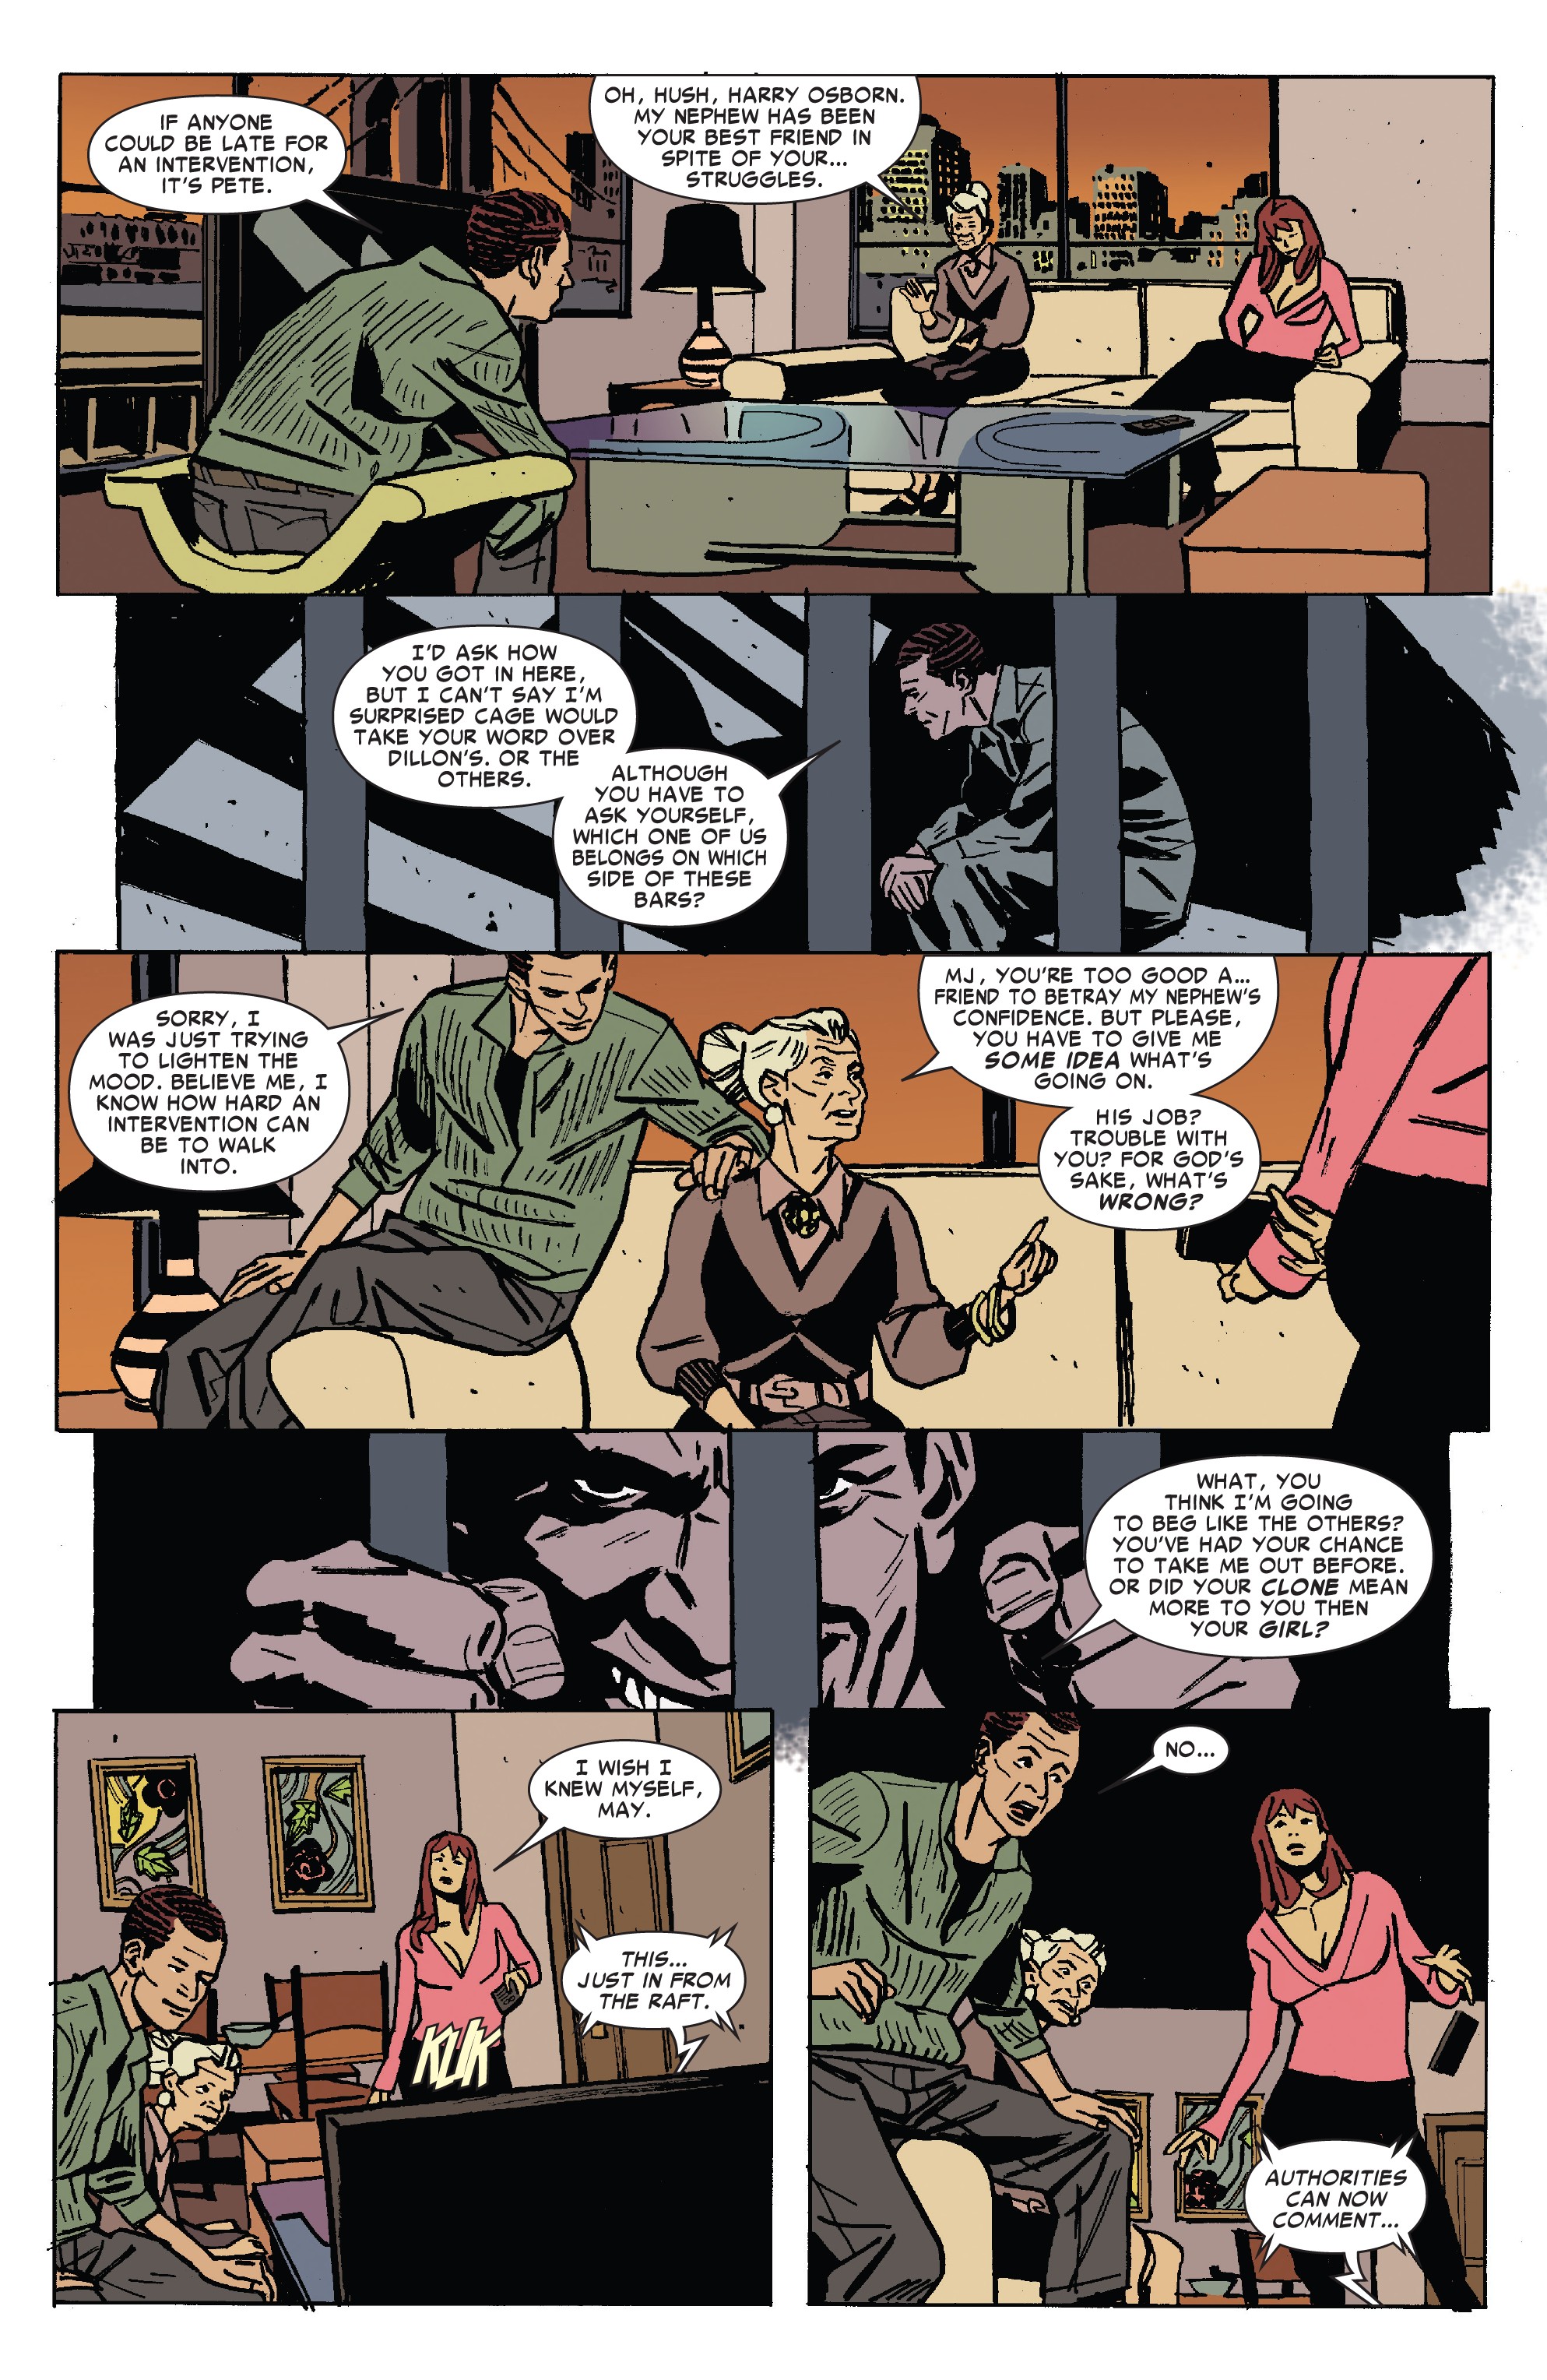 IF ANYONE
COULD BE LATE FOR
AN INTERVENTION,
IT'S PETE.
OH, HUSH, HARRY OSBORN.
MY NEPHEW HAS BEEN
YOUR BEST FRIEND IN
SPITE OF YOUR...
STRUGGLES.
I'D ASK HOW
YOU GOT IN HERE,
BUT I CAN'T SAY I'M
SURPRISED CAGE WOULD
TAKE YOUR WORD OVER
DILLON'S. OR THE
OTHERS.
ALTHOUGH
YOU HAVE TO
ASK YOURSELF,
WHICH ONE OF US
BELONGS ON WHICH
SIDE OF THESE
BARS?
SORRY, I
WAS JUST TRYING
TO LIGHTEN THE
MOOD. BELIEVE ME, I
KNOW HOW HARD AN
INTERVENTION CAN
BE TO WALK
INTO.
MJ, YOU'RE TOO GOOD A...
FRIEND TO BETRAY MY NEPHEW'S
CONFIDENCE. BUT PLEASE,
YOU HAVE TO GIVE ME
SOME IDEA WHAT'S
GOING ON.
HIS JOB?
TROUBLE WITH
YOU? FOR GOD'S
SAKE, WHAT'S
WRONG?
WHAT, YOU
THINK I'M GOING
TO BEG LIKE THE OTHERS?
YOU'VE HAD YOUR CHANCE
TO TAKE ME OUT BEFORE.
OR DID YOUR CLONE MEAN
MORE TO YOU THEN
YOUR GIRL?
I WISH I
KNEW MYSELF,
MAY.
THIS...
JUST IN FROM
THE RAFT.
KLIK
NO...
AUTHORITIES
CAN NOW
COMMENT...